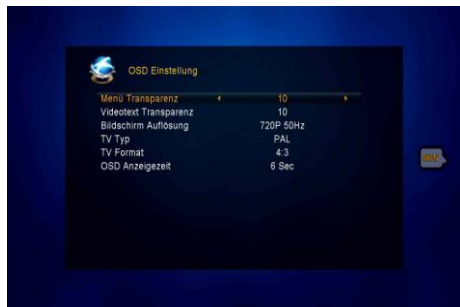 OSD Einstellung
Menü Transparenz 10
Videotext Transparenz 10
Bildschirm Auflösung 720P 50Hz
TV Typ PAL
TV Format 4:3
OSD Anzeigezeit 6 Sec